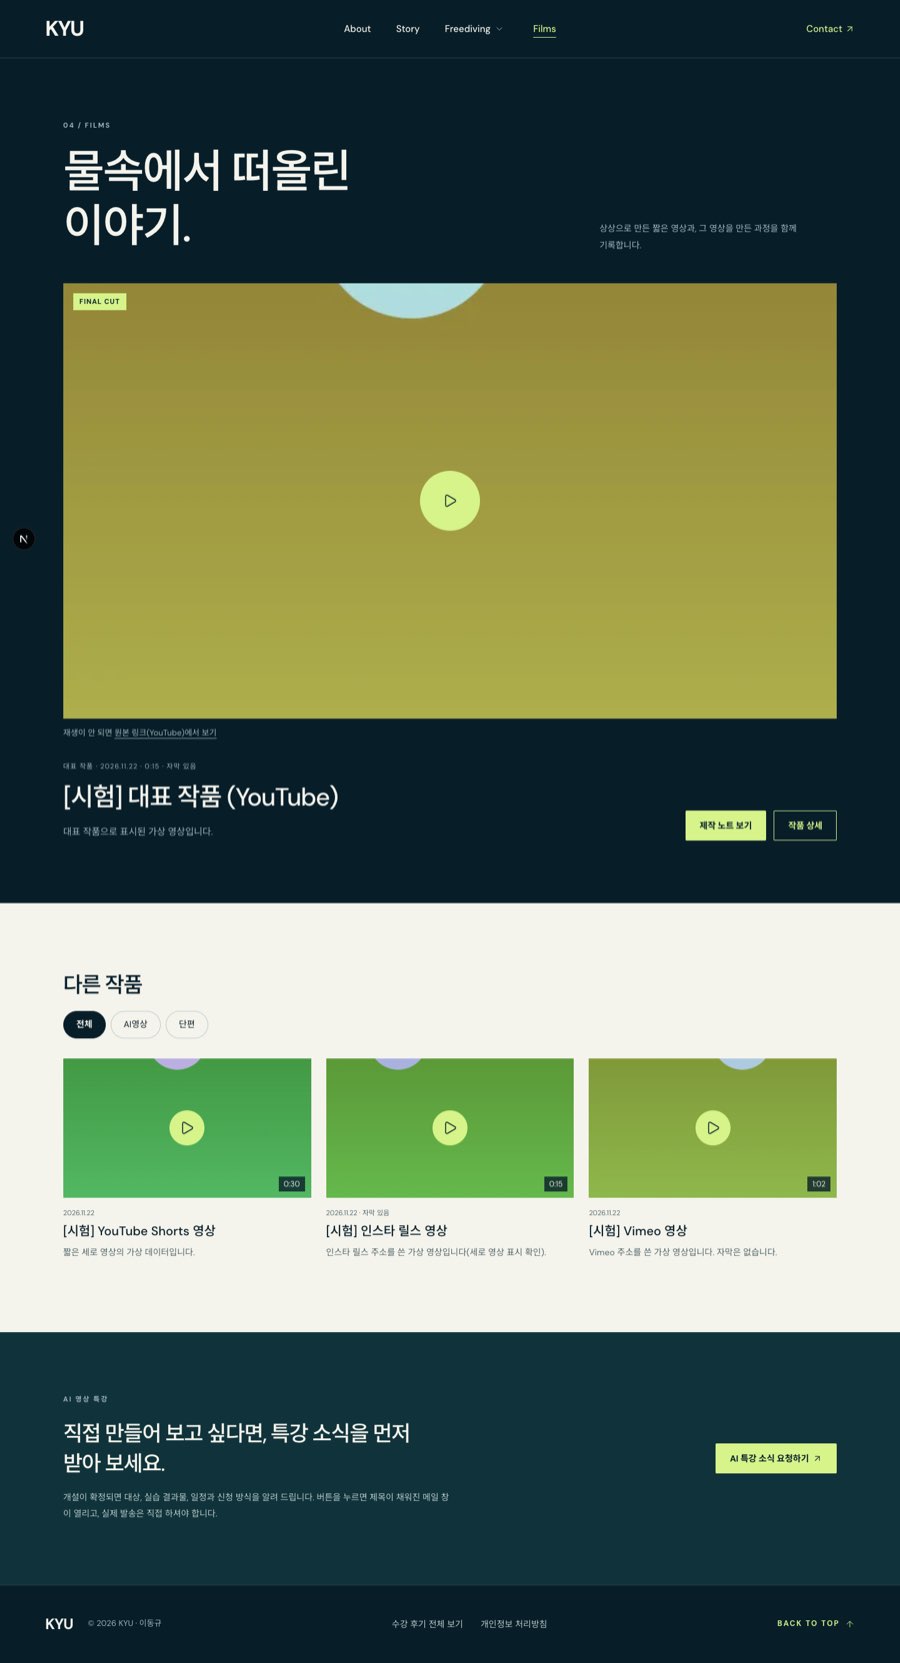 KYU
About
Story
Freediving
Films
Contact ↗
04 / FILMS
물속에서 떠올린
이야기.
상상으로 만든 짧은 영상과, 그 영상을 만든 과정을 함께
기록합니다.
FINAL CUT
N
재생이 안 되면 원본 링크(YouTube)에서 보기
대표 작품 · 2026.11.22 · 0:15 · 자막 있음
[시험] 대표 작품 (YouTube)
대표 작품으로 표시된 가상 영상입니다.
제작 노트 보기
작품 상세
다른 작품
전체
AI영상
단편
0:30
0:15
1:02
2026.11.22
[시험] YouTube Shorts 영상
짧은 세로 영상의 가상 데이터입니다.
2026.11.22 · 자막 있음
[시험] 인스타 릴스 영상
인스타 릴스 주소를 쓴 가상 영상입니다(세로 영상 표시 확인).
2026.11.22
[시험] Vimeo 영상
Vimeo 주소를 쓴 가상 영상입니다. 자막은 없습니다.
AI 영상 특강
직접 만들어 보고 싶다면, 특강 소식을 먼저
받아 보세요.
개설이 확정되면 대상, 실습 결과물, 일정과 신청 방식을 알려 드립니다. 버튼을 누르면 제목이 채워진 메일 창
이 열리고, 실제 발송은 직접 하셔야 합니다.
AI 특강 소식 요청하기 ↗
KYU
© 2026 KYU · 이동규
수강 후기 전체 보기
개인정보 처리방침
BACK TO TOP ↑